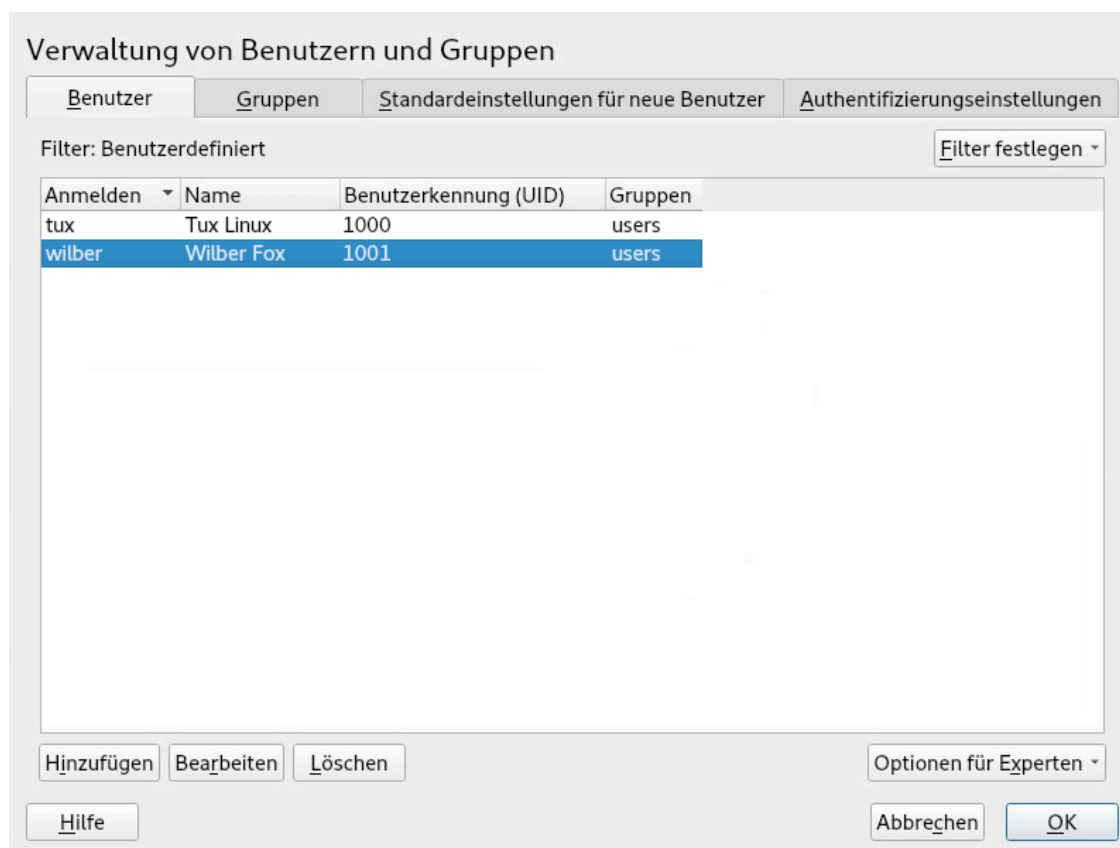 Verwaltung von Benutzern und Gruppen
Benutzer Gruppen Standardeinstellungen für neue Benutzer Authentifizierungseinstellungen
Filter: Benutzerdefiniert Filter festlegen
Anmelden Name Benutzerkennung (UID) Gruppen
tux Tux Linux 1000 users
wilber Wilber Fox 1001 users
Hinzufügen Bearbeiten Löschen Optionen für Experten
Hilfe Abbrechen OK